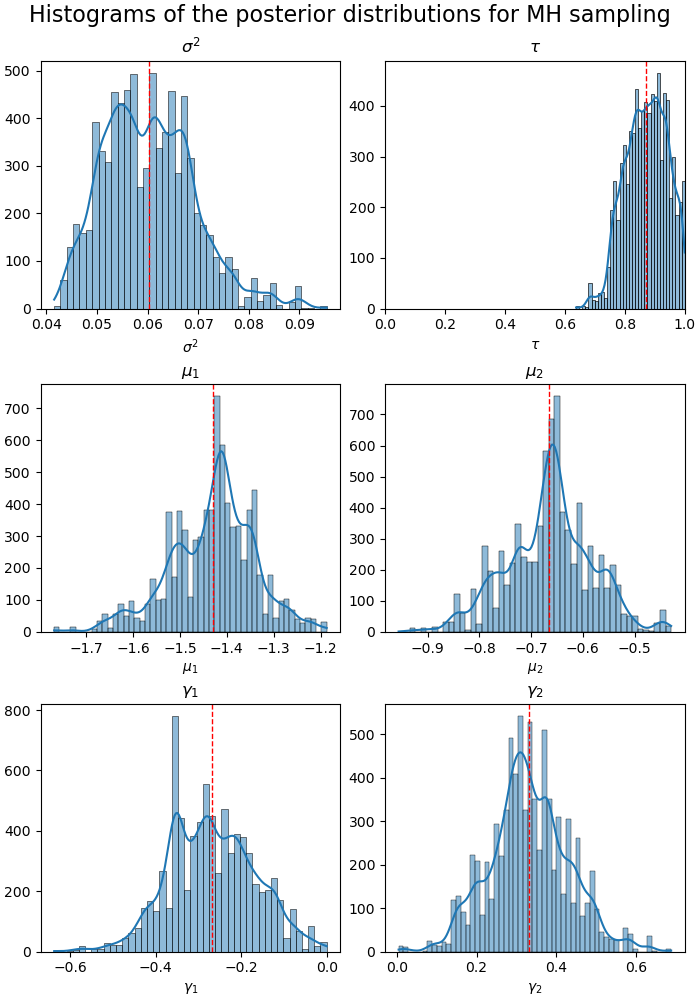 Histograms of the posterior distributions for MH sampling
σ² τ
500 400 300 200 100 0
0.04 0.05 0.06 0.07 0.08 0.09
σ²
400 300 200 100 0
0.0 0.2 0.4 0.6 0.8 1.0
τ
μ₁ μ₂
700 600 500 400 300 200 100 0
−1.7 −1.6 −1.5 −1.4 −1.3 −1.2
μ₁
700 600 500 400 300 200 100 0
−0.9 −0.8 −0.7 −0.6 −0.5
μ₂
γ₁ γ₂
800 600 400 200 0
−0.6 −0.4 −0.2 0.0
γ₁
500 400 300 200 100 0
0.0 0.2 0.4 0.6
γ₂